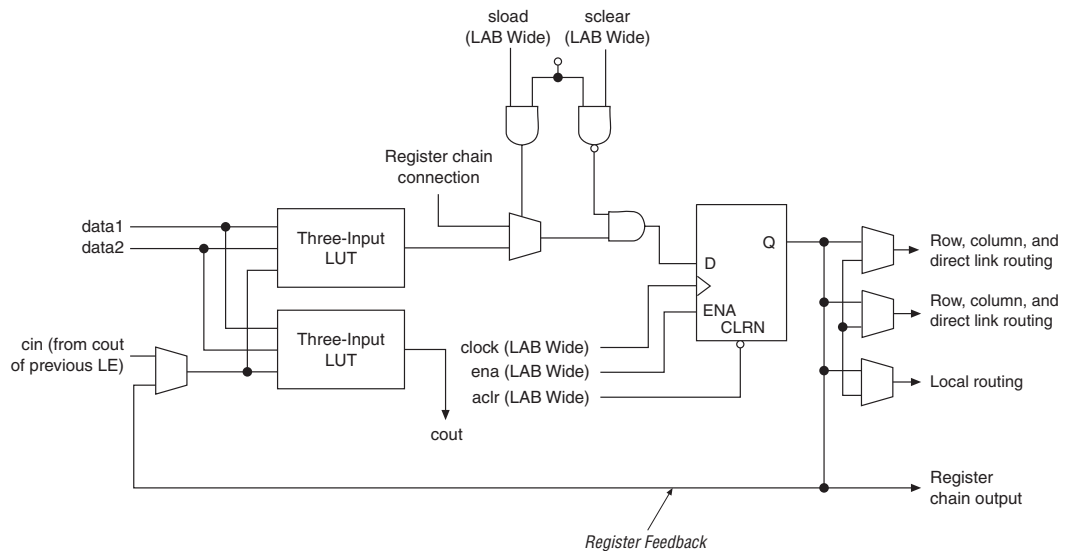 sload
(LAB Wide)
sclear
(LAB Wide)
Register chain
connection
data1
data2
Three-Input
LUT
D
Q
ENA
CLRN
Row, column, and
direct link routing
Row, column, and
direct link routing
Local routing
cin (from cout
of previous LE)
Three-Input
LUT
clock (LAB Wide)
ena (LAB Wide)
aclr (LAB Wide)
cout
Register
chain output
Register Feedback